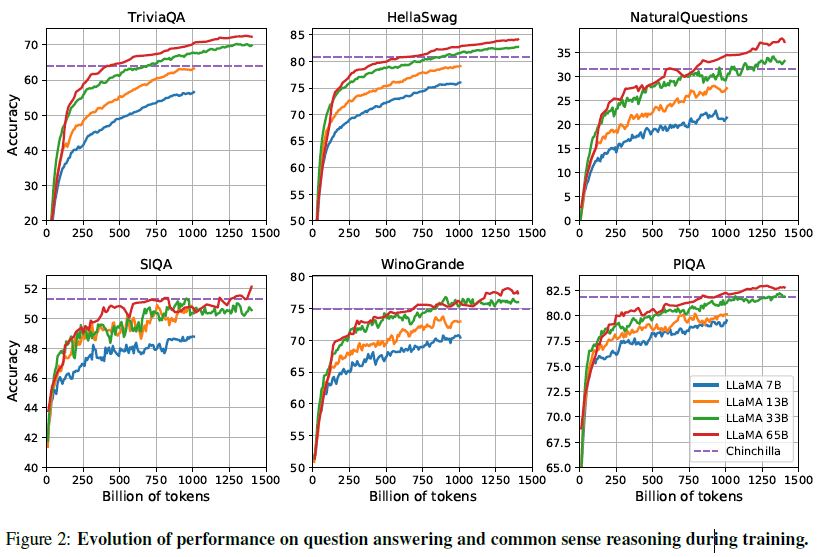 TriviaQA
HellaSwag
NaturalQuestions
Accuracy
70
60
50
40
30
20
0 250 500 750 1000 1250 1500
85
80
75
70
65
60
55
50
0 250 500 750 1000 1250 1500
35
30
25
20
15
10
5
0
0 250 500 750 1000 1250 1500
SIQA
WinoGrande
PIQA
Accuracy
52
50
48
46
44
42
40
0 250 500 750 1000 1250 1500
Billion of tokens
80
75
70
65
60
55
50
0 250 500 750 1000 1250 1500
Billion of tokens
82.5
80.0
77.5
75.0
72.5
70.0
67.5
65.0
LLaMA 7B
LLaMA 13B
LLaMA 33B
LLaMA 65B
Chinchilla
0 250 500 750 1000 1250 1500
Billion of tokens
Figure 2: Evolution of performance on question answering and common sense reasoning during training.